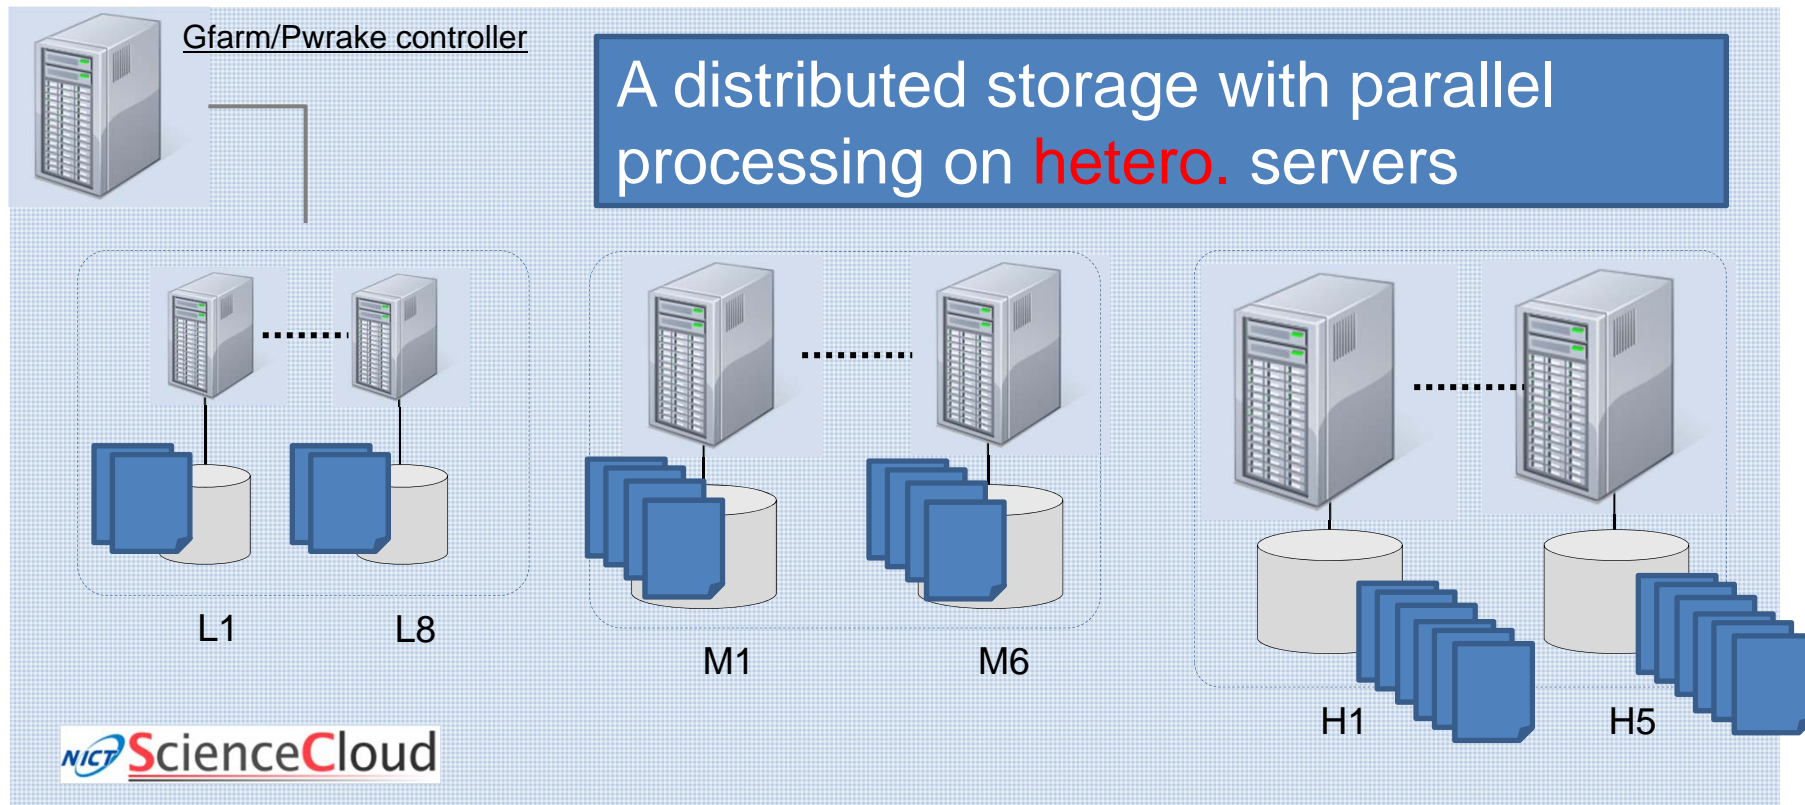 Gfarm/Pwrake controller
A distributed storage with parallel
processing on hetero. servers
L1
L8
M1
M6
H1
H5
NICT ScienceCloud